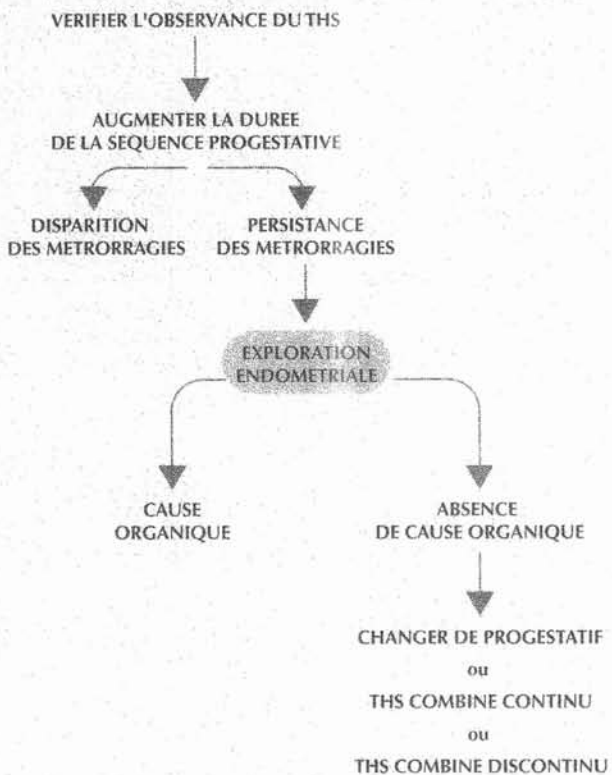 VERIFIER L'OBSERVANCE DU THS
AUGMENTER LA DUREE
DE LA SEQUENCE PROGESTATIVE
DISPARITION
DES METRORRAGIES
PERSISTANCE
DES METRORRAGIES
EXPLORATION
ENDOMETRIALE
CAUSE
ORGANIQUE
ABSENCE
DE CAUSE ORGANIQUE
CHANGER DE PROGESTATIF
ou
THS COMBINE CONTINU
ou
THS COMBINE DISCONTINU